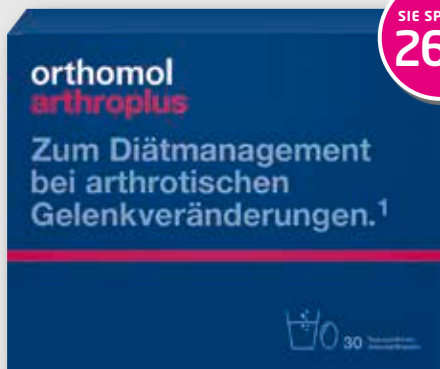 SIE SP
26
orthomol
arthroplus
Zum Diätmanagement
bei arthrotischen
Gelenkveränderungen.¹
30